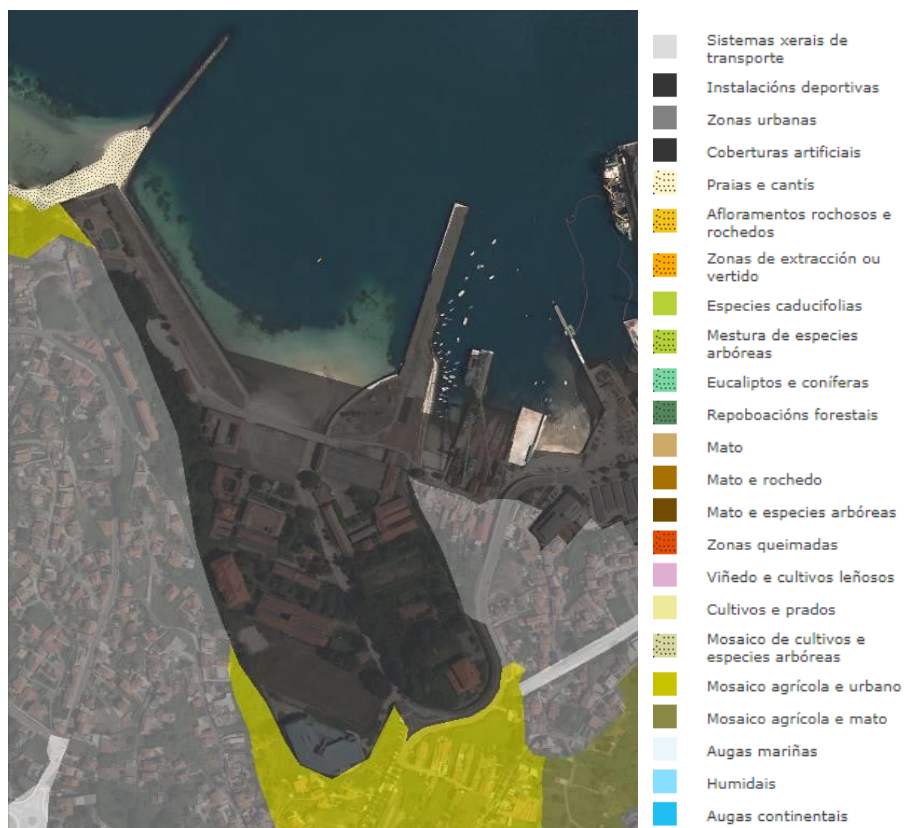 Sistemas xerais de
transporte
Instalacións deportivas
Zonas urbanas
Coberturas artificiais
Praias e cantís
Afloramentos rochosos e
rochedos
Zonas de extracción ou
vertido
Especies caducifolias
Mestura de especies
arbóreas
Eucaliptos e coníferas
Repoboacións forestais
Mato
Mato e rochedo
Mato e especies arbóreas
Zonas queimadas
Viñedo e cultivos leñosos
Cultivos e prados
Mosaico de cultivos e
especies arbóreas
Mosaico agrícola e urbano
Mosaico agrícola e mato
Augas mariñas
Humidais
Augas continentais